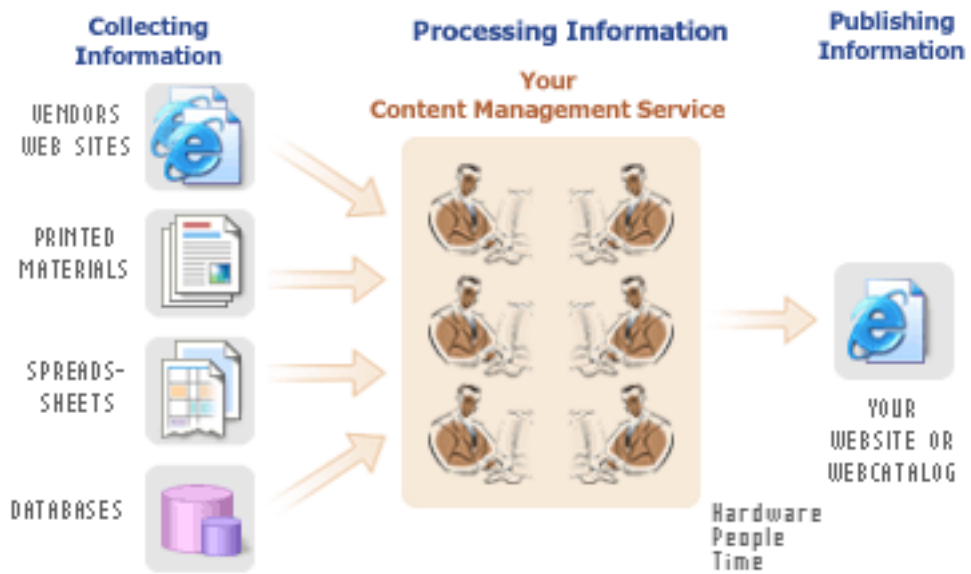 Collecting
Information
Processing Information
Publishing
Information
Your
Content Management Service
VENDORS
WEB SITES
PRINTED
MATERIALS
SPREADS-
SHEETS
DATABASES
YOUR
WEBSITE OR
WEBCATALOG
Hardware
People
Time